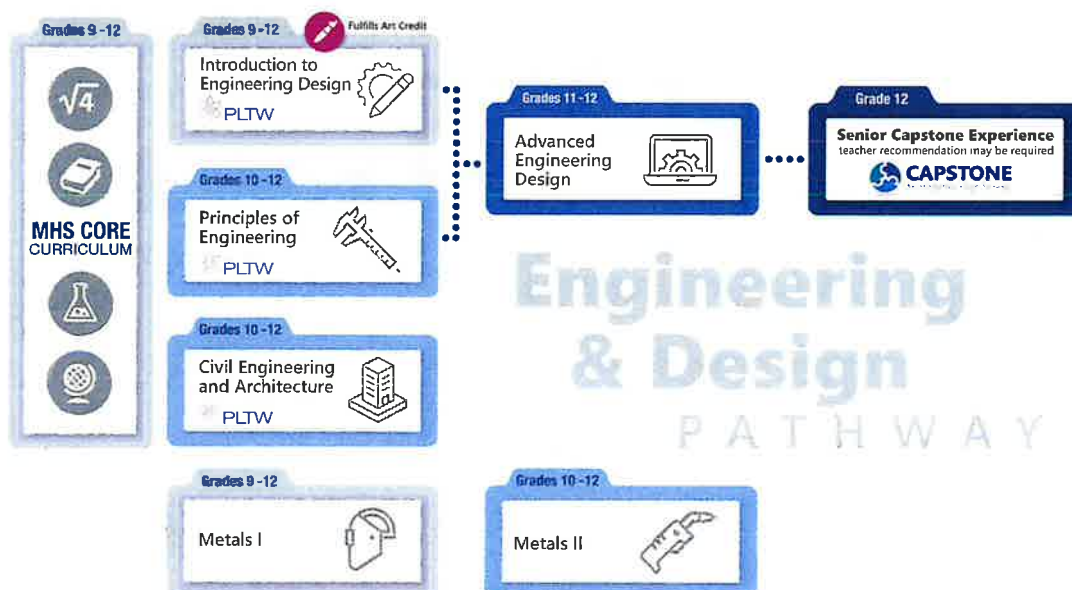 Grades 9-12
√4
MHS CORE
CURRICULUM
Grades 9-12
Fulfills Art Credit
Introduction to
Engineering Design
PLTW
Grades 10-12
Principles of
Engineering
PLTW
Grades 10-12
Civil Engineering
and Architecture
PLTW
Grades 9-12
Metals I
Grades 11-12
Advanced
Engineering
Design
Grade 12
Senior Capstone Experience
teacher recommendation may be required
CAPSTONE
Engineering
& Design
PATHWAY
Grades 10-12
Metals II